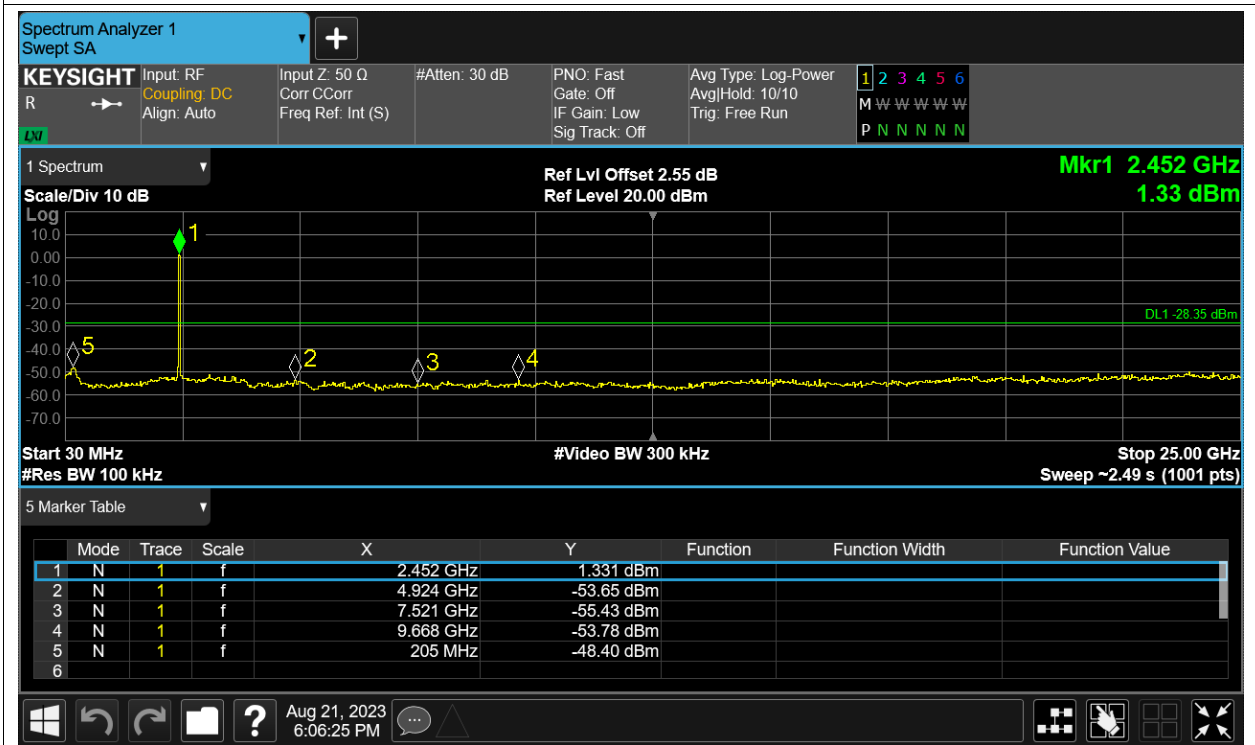 Spectrum Analyzer 1
Swept SA
KEYSIGHT Input: RF Input Z: 50 Ω #Atten: 30 dB PNO: Fast Avg Type: Log-Power 1 2 3 4 5 6
R Coupling: DC Corr CCorr Gate: Off Avg|Hold: 10/10 M W W W W W
Align: Auto Freq Ref: Int (S) IF Gain: Low Trig: Free Run
LXI Sig Track: Off P N N N N N
1 Spectrum Ref Lvl Offset 2.55 dB Mkr1 2.452 GHz
Scale/Div 10 dB Ref Level 20.00 dBm 1.33 dBm
Log
10.0 1
0.00
-10.0
-20.0
DL1 -28.35 dBm
-30.0
-40.0 5
2 3 4
-50.0
-60.0
-70.0
Start 30 MHz #Video BW 300 kHz Stop 25.00 GHz
#Res BW 100 kHz Sweep ~2.49 s (1001 pts)
5 Marker Table
Mode Trace Scale X Y Function Function Width Function Value
1 N 1 f 2.452 GHz 1.331 dBm
2 N 1 f 4.924 GHz -53.65 dBm
3 N 1 f 7.521 GHz -55.43 dBm
4 N 1 f 9.668 GHz -53.78 dBm
5 N 1 f 205 MHz -48.40 dBm
6
? Aug 21, 2023
6:06:25 PM